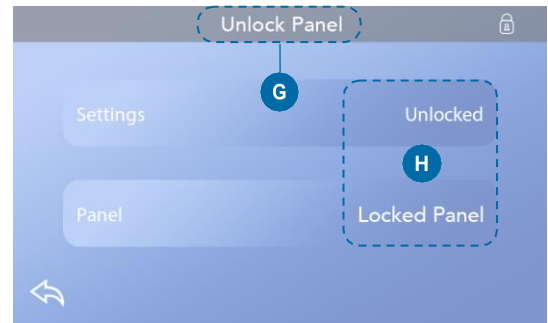 Unlock Panel
G
Settings Unlocked
H
Panel Locked Panel